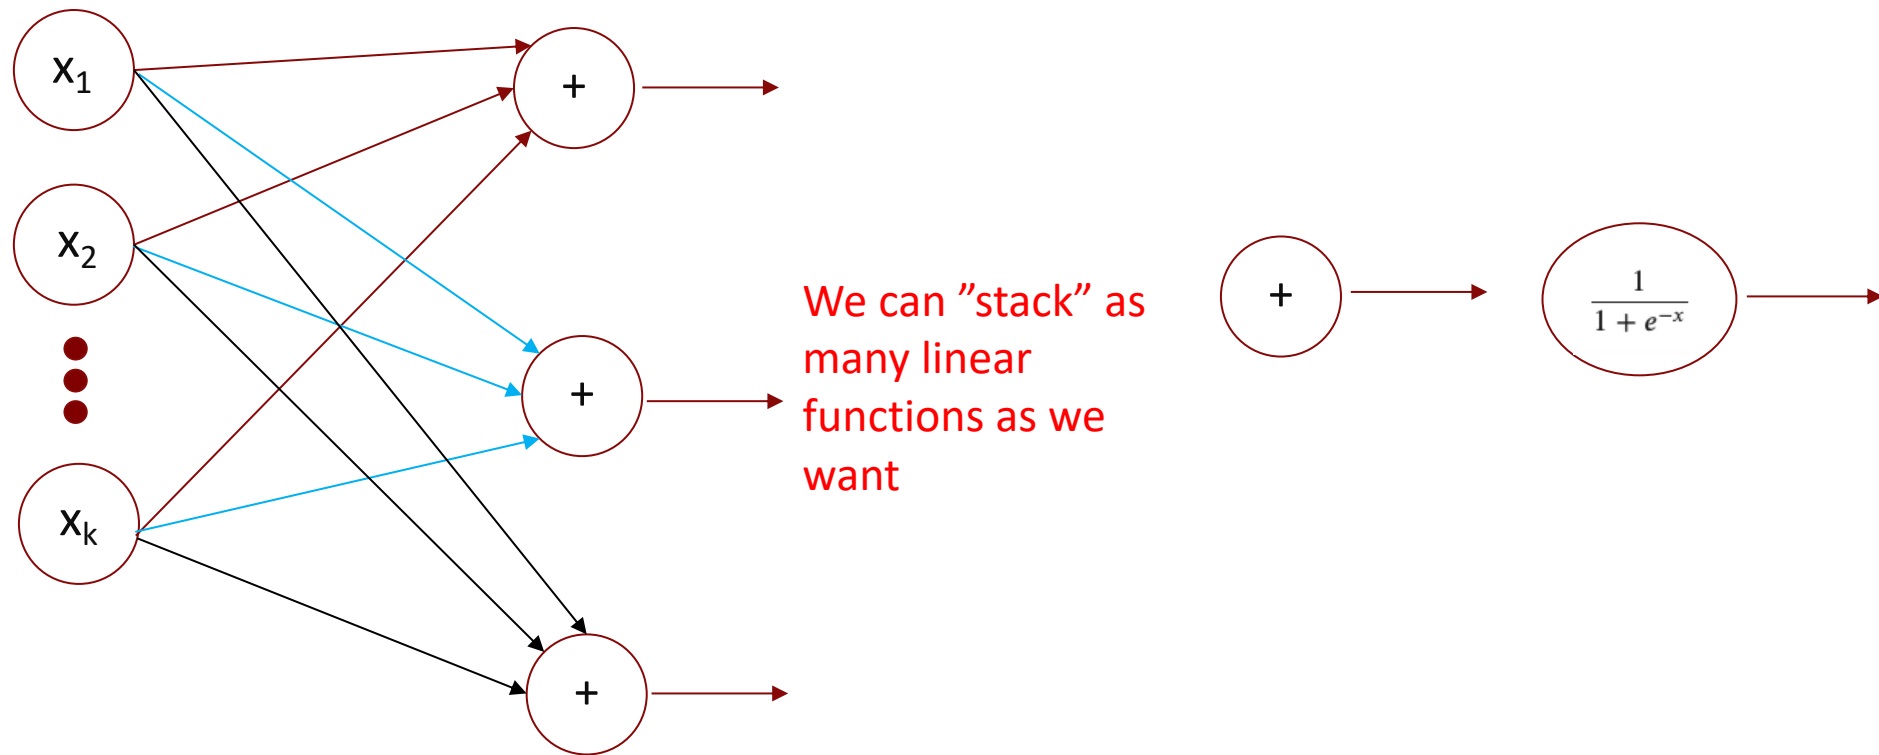 x₁
+
x₂
+
We can ”stack” as
many linear
functions as we
want
+
1
1 + e⁻ˣ
xₖ
+